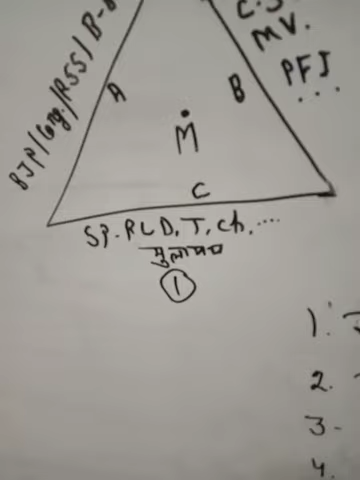 BJP/Cong./RSS/B-
C.J
MV.
PFI
...
A
B
M
C
SP-RLD, T, Ch, ....
मुलायम
1
1.
2.
3-
4.